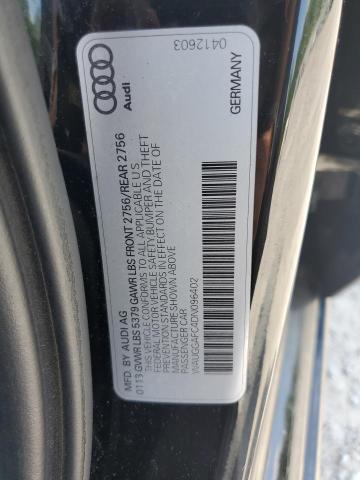 Audi
0412603
GERMANY
MFD. BY AUDI AG
0113 GVWR LBS 5379 GAWR LBS FRONT 2756/REAR 2756
THIS VEHICLE CONFORMS TO ALL APPLICABLE U.S.
FEDERAL MOTOR VEHICLE SAFETY, BUMPER AND THEFT
PREVENTION STANDARDS IN EFFECT ON THE DATE OF
MANUFACTURE SHOWN ABOVE
PASSENGER CAR
WAUGGAFC4DN096402